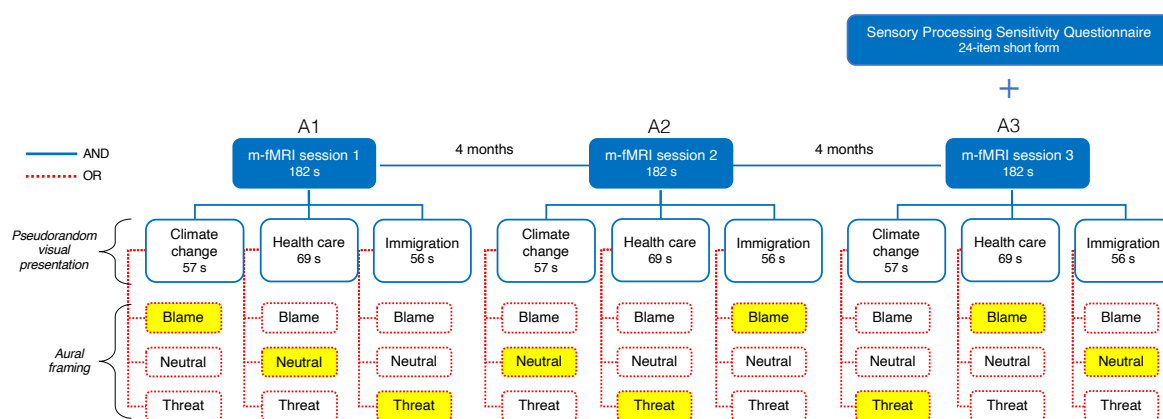 Sensory Processing Sensitivity Questionnaire
24-item short form
+
A1
A2
A3
AND
OR
m-fMRI session 1
182 s
4 months
m-fMRI session 2
182 s
4 months
m-fMRI session 3
182 s
Pseudorandom
visual
presentation
Climate
change
57 s
Health care
69 s
Immigration
56 s
Climate
change
57 s
Health care
69 s
Immigration
56 s
Climate
change
57 s
Health care
69 s
Immigration
56 s
Aural
framing
Blame
Blame
Blame
Blame
Blame
Blame
Blame
Blame
Blame
Neutral
Neutral
Neutral
Neutral
Neutral
Neutral
Neutral
Neutral
Neutral
Threat
Threat
Threat
Threat
Threat
Threat
Threat
Threat
Threat